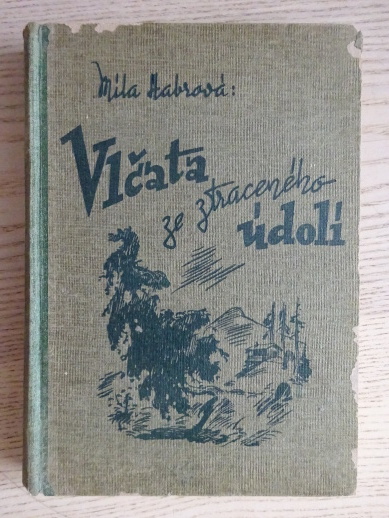 Míla Habrová:
Vlčata
ze ztraceného
údolí